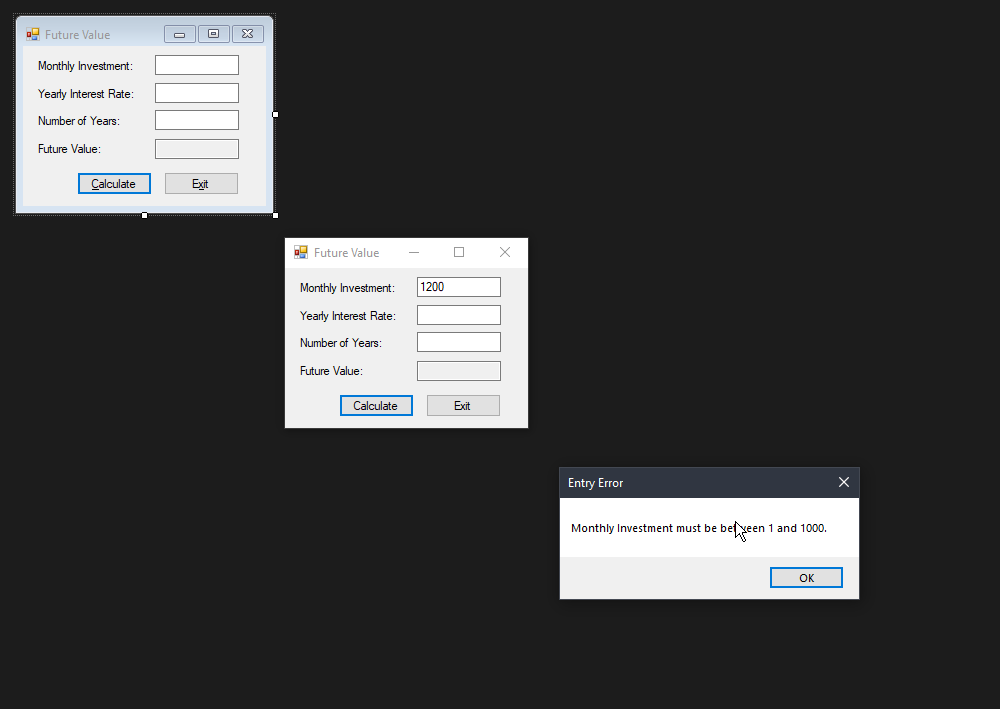 Future Value
Monthly Investment:
Yearly Interest Rate:
Number of Years:
Future Value:
Calculate Exit
Future Value
Monthly Investment: 1200
Yearly Interest Rate:
Number of Years:
Future Value:
Calculate Exit
Entry Error
Monthly Investment must be between 1 and 1000.
OK